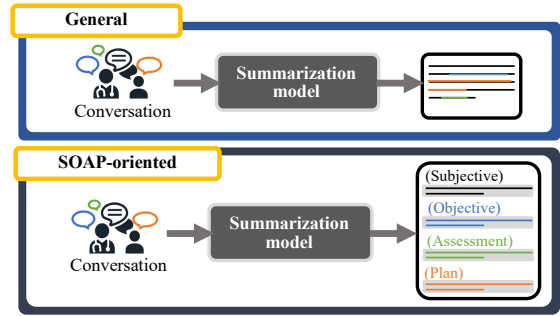 General
Conversation
Summarization
model
SOAP-oriented
Conversation
Summarization
model
(Subjective)
(Objective)
(Assessment)
(Plan)